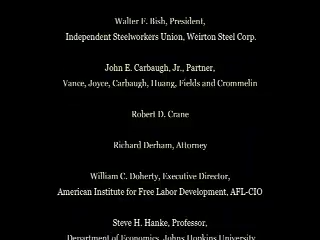 Walter F. Bish, President,
Independent Steelworkers Union, Weirton Steel Corp.
John E. Carbaugh, Jr., Partner,
Vance, Joyce, Carbaugh, Huang, Fields and Crommelin
Robert D. Crane
Richard Derham, Attorney
William C. Doherty, Executive Director,
American Institute for Free Labor Development, AFL-CIO
Steve H. Hanke, Professor,
Department of Economics, Johns Hopkins University